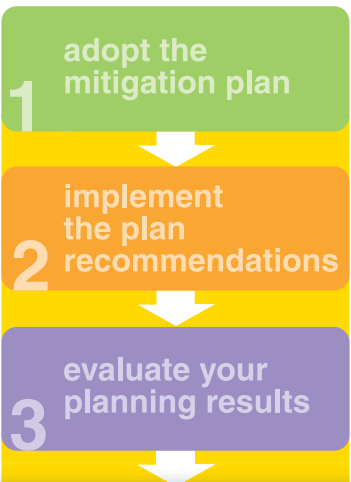 adopt the
mitigation plan
1
implement
the plan
2 recommendations
evaluate your
planning results
3